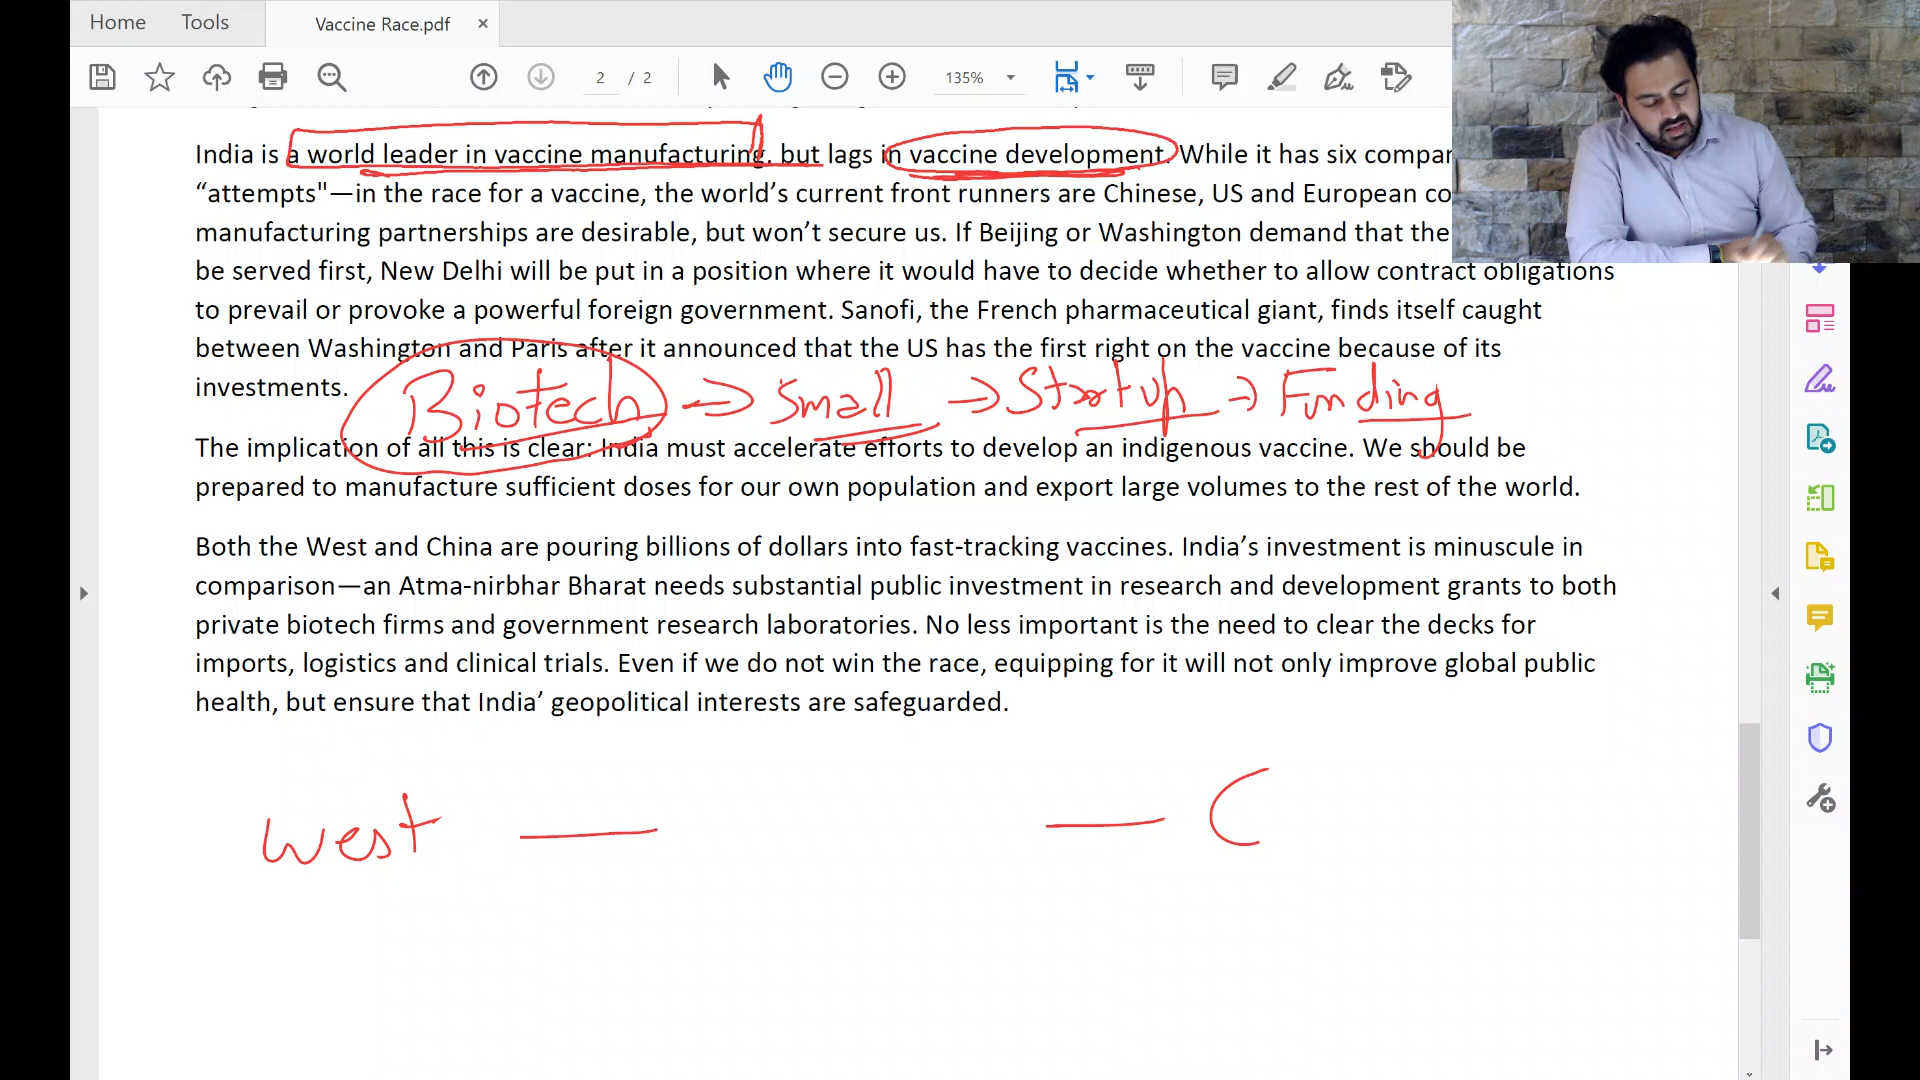 Home Tools Vaccine Race.pdf ×
2 / 2 135%
India is a world leader in vaccine manufacturing, but lags in vaccine development. While it has six compan
“attempts"—in the race for a vaccine, the world’s current front runners are Chinese, US and European co
manufacturing partnerships are desirable, but won’t secure us. If Beijing or Washington demand that the
be served first, New Delhi will be put in a position where it would have to decide whether to allow contract obligations
to prevail or provoke a powerful foreign government. Sanofi, the French pharmaceutical giant, finds itself caught
between Washington and Paris after it announced that the US has the first right on the vaccine because of its
investments.
Biotech → Small → Startup → Funding
The implication of all this is clear: India must accelerate efforts to develop an indigenous vaccine. We should be
prepared to manufacture sufficient doses for our own population and export large volumes to the rest of the world.
Both the West and China are pouring billions of dollars into fast-tracking vaccines. India’s investment is minuscule in
comparison—an Atma-nirbhar Bharat needs substantial public investment in research and development grants to both
private biotech firms and government research laboratories. No less important is the need to clear the decks for
imports, logistics and clinical trials. Even if we do not win the race, equipping for it will not only improve global public
health, but ensure that India’ geopolitical interests are safeguarded.
West — — C